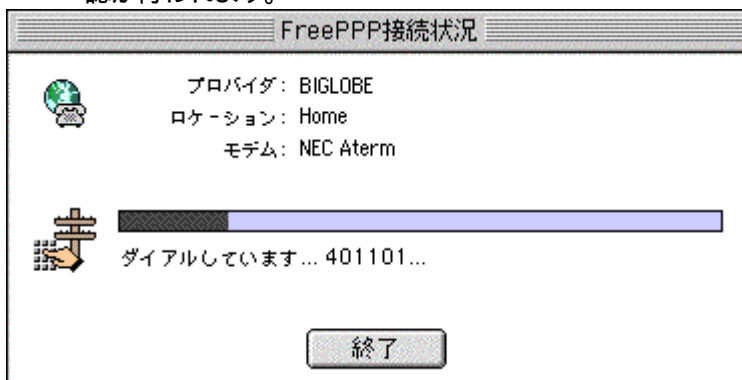 FreePPP接続状況
プロバイダ: BIGLOBE
ロケーション: Home
モデム: NEC Aterm
ダイアルしています... 401101...
終了